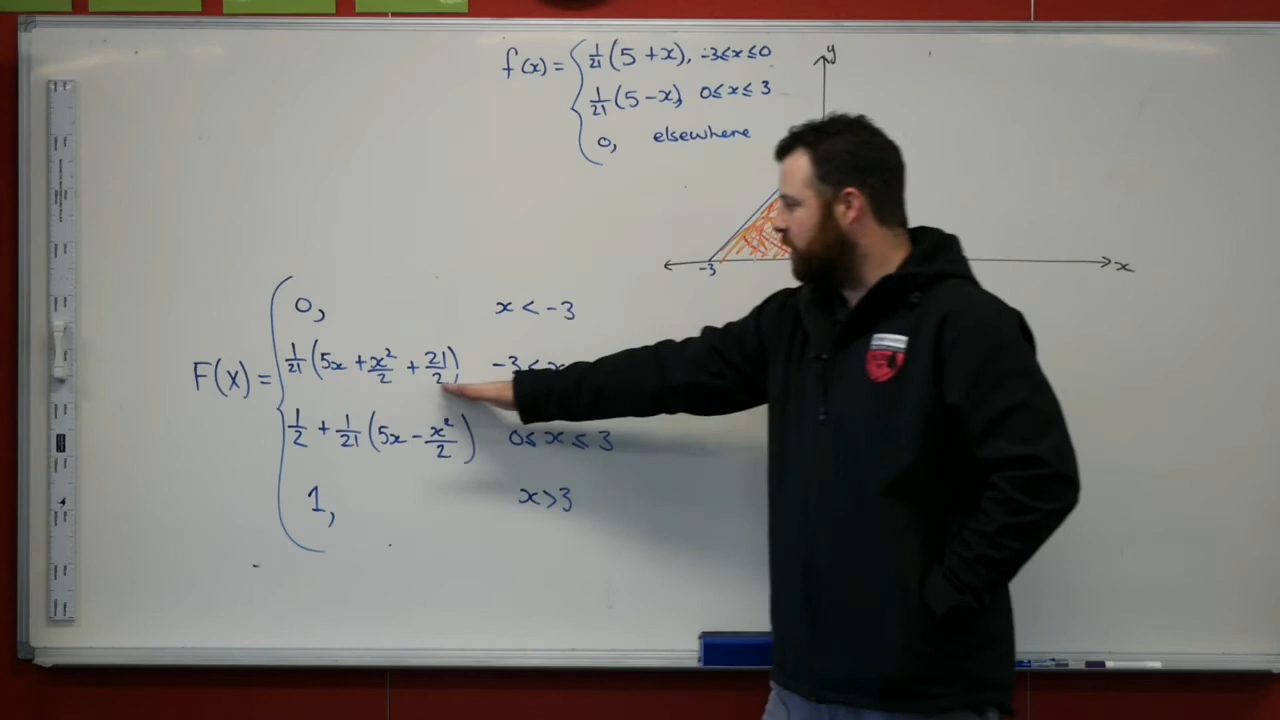 f(x) = { 1/21 (5 + x), -3 ≤ x ≤ 0
1/21 (5 - x), 0 ≤ x ≤ 3
0, elsewhere
y
-3
x
F(x) = { 0, x < -3
1/21 (5x + x²/2 + 21/2), -3 ≤ x
1/2 + 1/21 (5x - x²/2) 0 ≤ x ≤ 3
1, x > 3